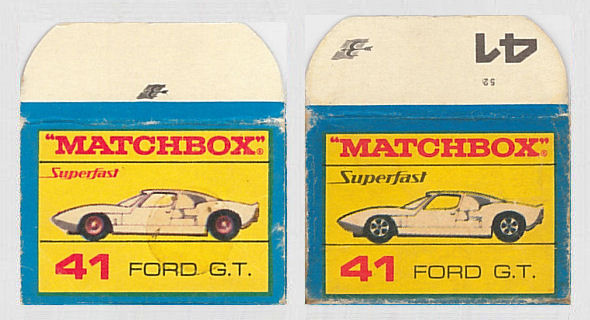 "MATCHBOX"®
Superfast
41 FORD G.T.
41
52
"MATCHBOX"®
Superfast
41 FORD G.T.